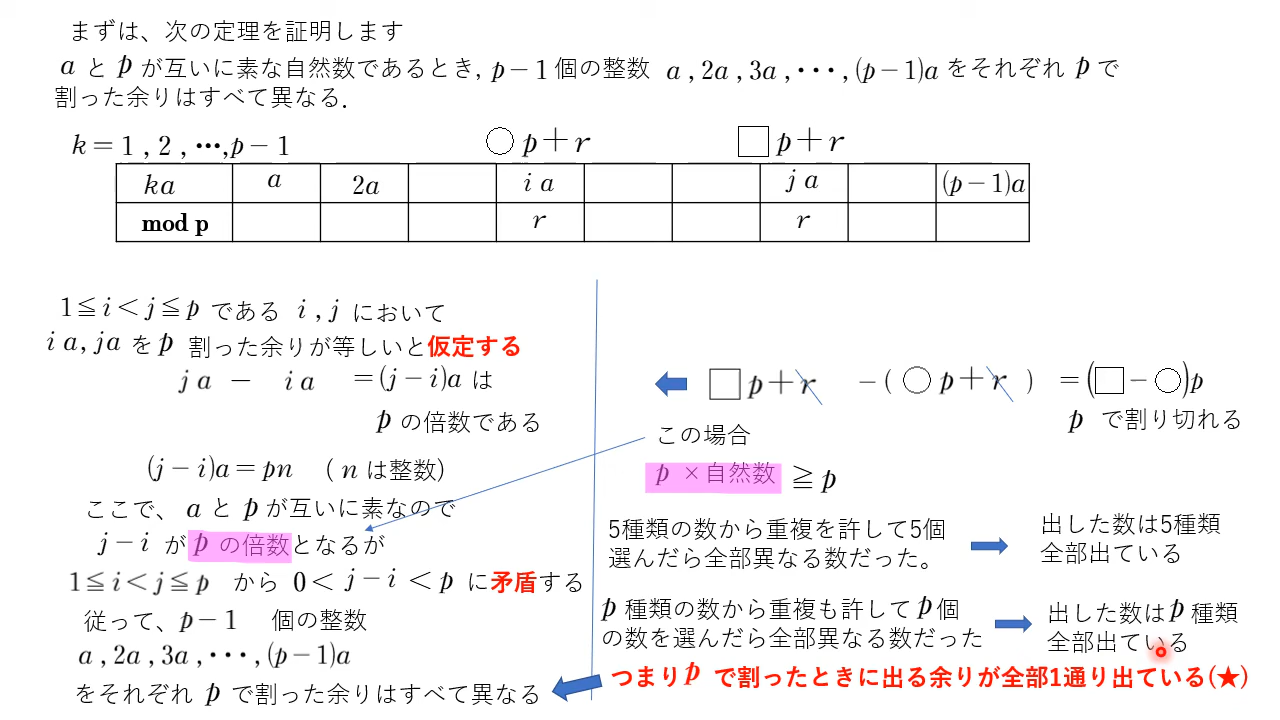 まずは、次の定理を証明します
a と p が互いに素な自然数であるとき, p－1 個の整数 a , 2a , 3a , ･･･ , (p－1)a をそれぞれ p で
割った余りはすべて異なる.
k＝1 , 2 , …,p－1
○p＋r
□p＋r
ka a 2a i a j a (p－1)a
mod p r r
1≦i＜j≦p である i , j において
i a, ja を p 割った余りが等しいと仮定する
j a － i a ＝(j－i)a は
p の倍数である
(j－i)a＝pn ( n は整数)
ここで、 a と p が互いに素なので
j－i が p の倍数となるが
1≦i＜j≦p から 0＜j－i＜p に矛盾する
従って、p－1 個の整数
a , 2a , 3a , ･･･ , (p－1)a
をそれぞれ p で割った余りはすべて異なる
□p＋r －( ○p＋r ) ＝(□－○)p
p で割り切れる
この場合
p ×自然数 ≧ p
5種類の数から重複を許して5個
選んだら全部異なる数だった。
出した数は5種類
全部出ている
p 種類の数から重複も許して p 個
の数を選んだら全部異なる数だった
出した数は p 種類
全部出ている
つまり p で割ったときに出る余りが全部1通り出ている(★)